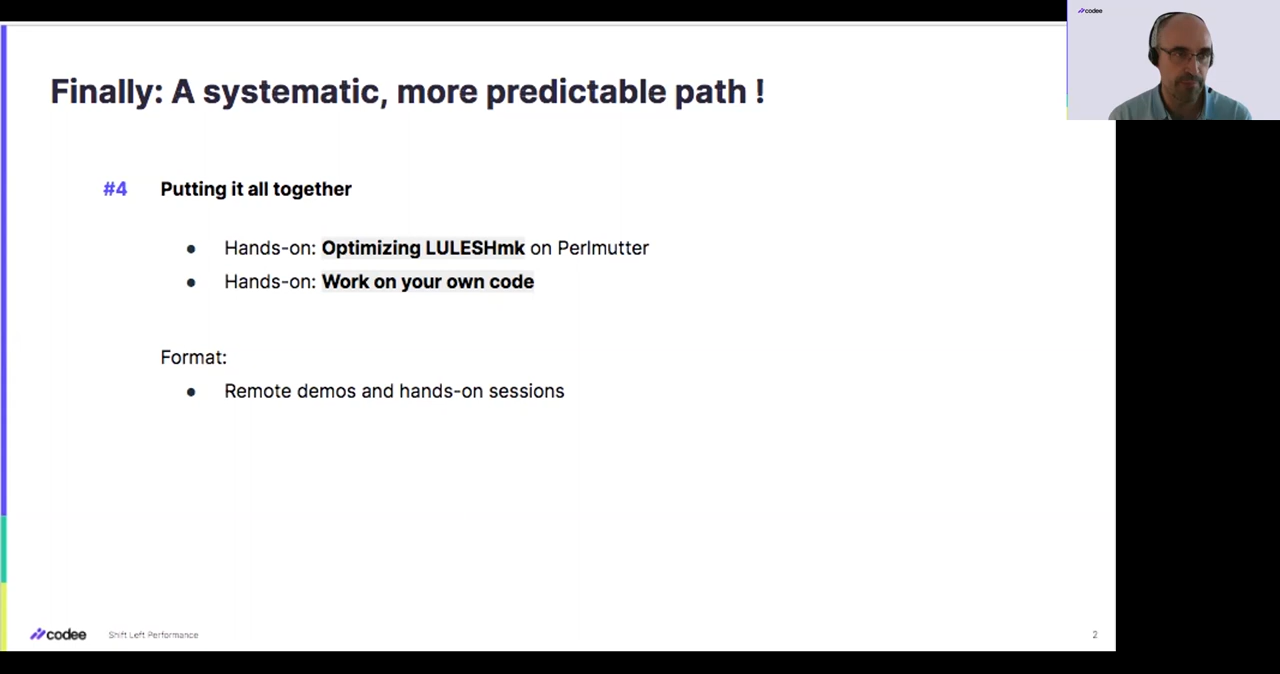 codee
Finally: A systematic, more predictable path !
#4 Putting it all together
● Hands-on: Optimizing LULESHmk on Perlmutter
● Hands-on: Work on your own code
Format:
● Remote demos and hands-on sessions
codee Shift Left Performance 2